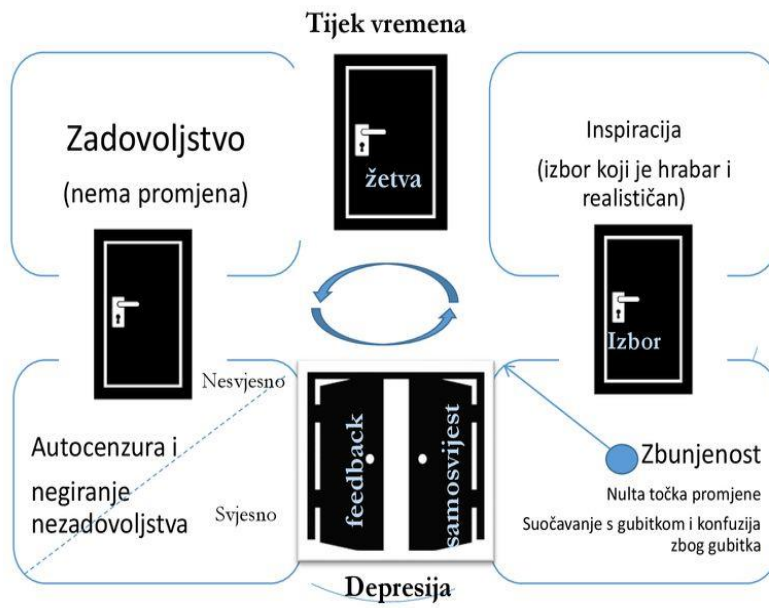 Tijek vremena
Zadovoljstvo
(nema promjena)
žetva
Inspiracija
(izbor koji je hrabar i
realističan)
Izbor
Nesvjesno
Autocenzura i
negiranje
nezadovoljstva
Svjesno
feedback
samosvijest
Zbunjenost
Nulta točka promjene
Suočavanje s gubitkom i konfuzija
zbog gubitka
Depresija